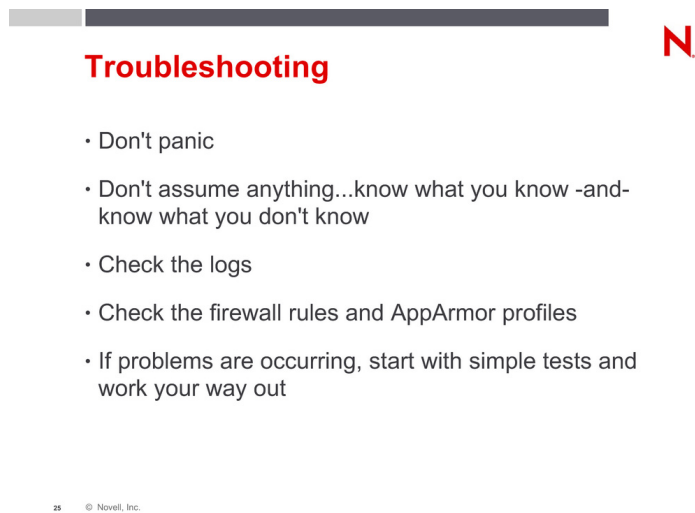 N
Troubleshooting
• Don't panic
• Don't assume anything...know what you know -and-
know what you don't know
• Check the logs
• Check the firewall rules and AppArmor profiles
• If problems are occurring, start with simple tests and
work your way out
25 © Novell, Inc.